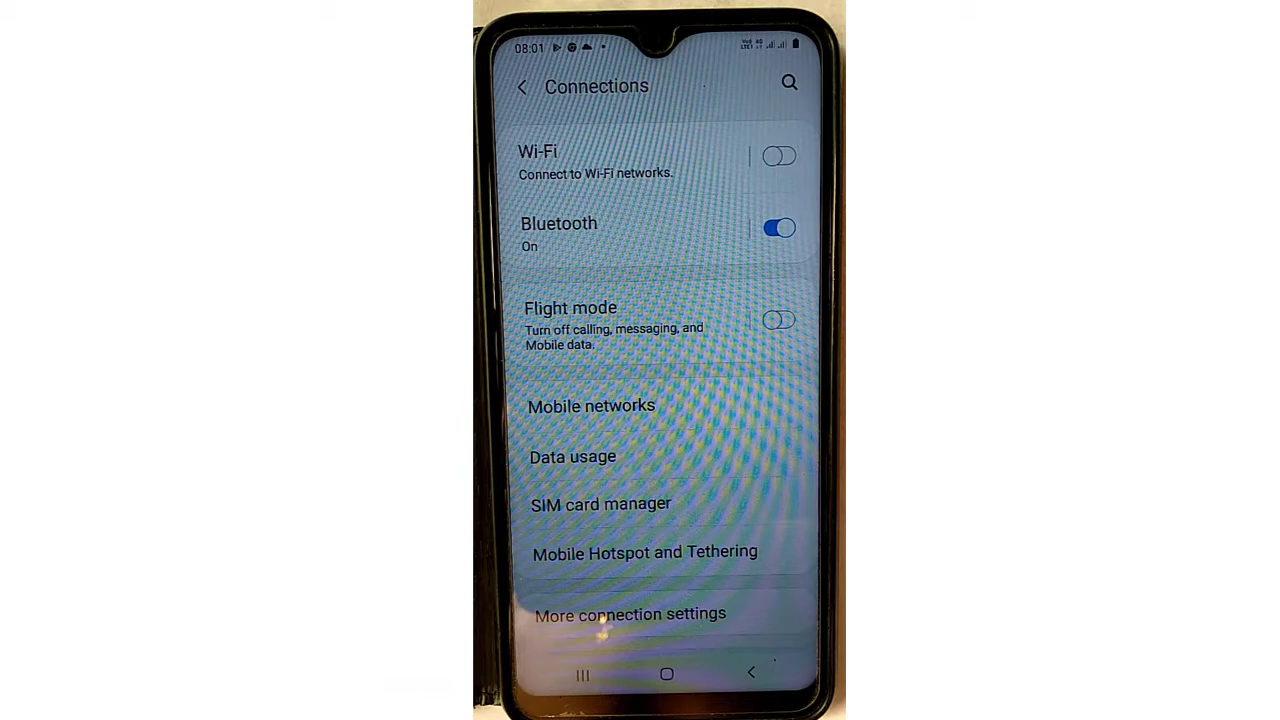 08:01
Connections
Wi-Fi
Connect to Wi-Fi networks.
Bluetooth
On
Flight mode
Turn off calling, messaging, and
Mobile data.
Mobile networks
Data usage
SIM card manager
Mobile Hotspot and Tethering
More connection settings